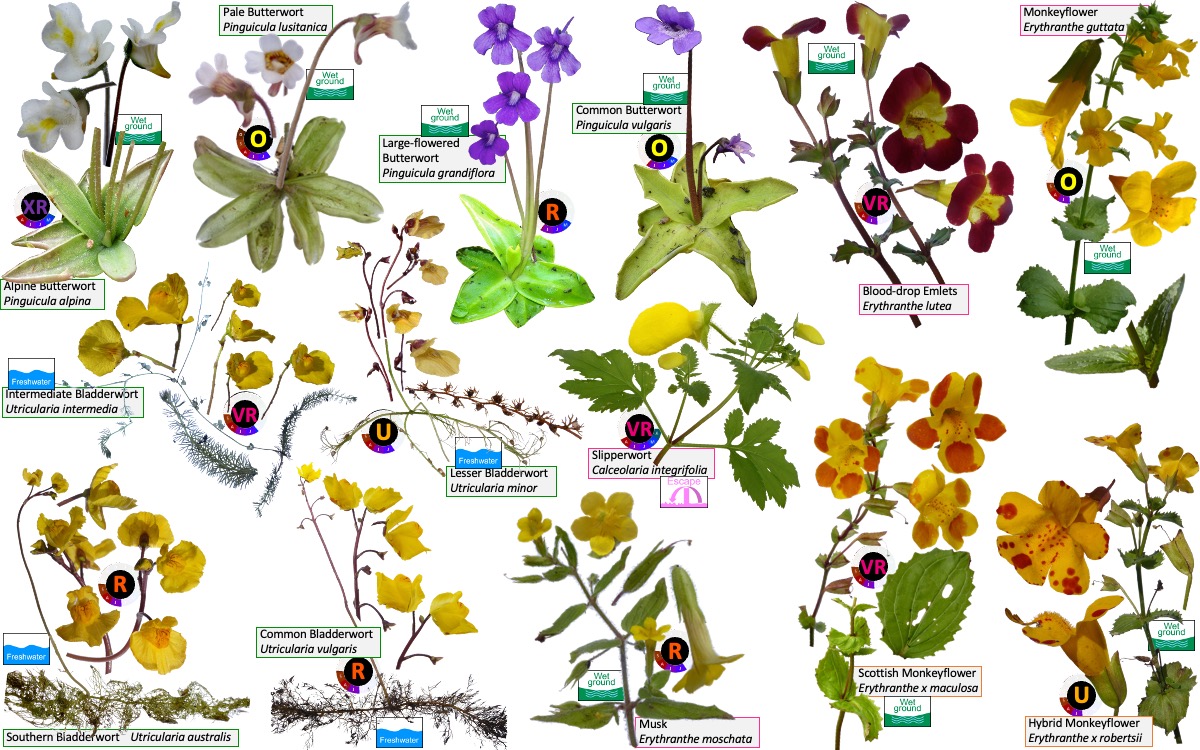 Pale Butterwort
Pinguicula lusitanica
Wet
ground
O
Wet
ground
XR
Alpine Butterwort
Pinguicula alpina
Wet
ground
Large-flowered
Butterwort
Pinguicula grandiflora
R
Wet
ground
Common Butterwort
Pinguicula vulgaris
O
Wet
ground
VR
Blood-drop Emlets
Erythranthe lutea
Monkeyflower
Erythranthe guttata
O
Wet
ground
Freshwater
Intermediate Bladderwort
Utricularia intermedia
VR
U
Freshwater
Lesser Bladderwort
Utricularia minor
VR
Slipperwort
Calceolaria integrifolia
Escape
R
Freshwater
Southern Bladderwort Utricularia australis
Common Bladderwort
Utricularia vulgaris
R
Freshwater
R
Wet
ground
Musk
Erythranthe moschata
VR
Scottish Monkeyflower
Erythranthe x maculosa
Wet
ground
Wet
ground
U
Hybrid Monkeyflower
Erythranthe x robertsii